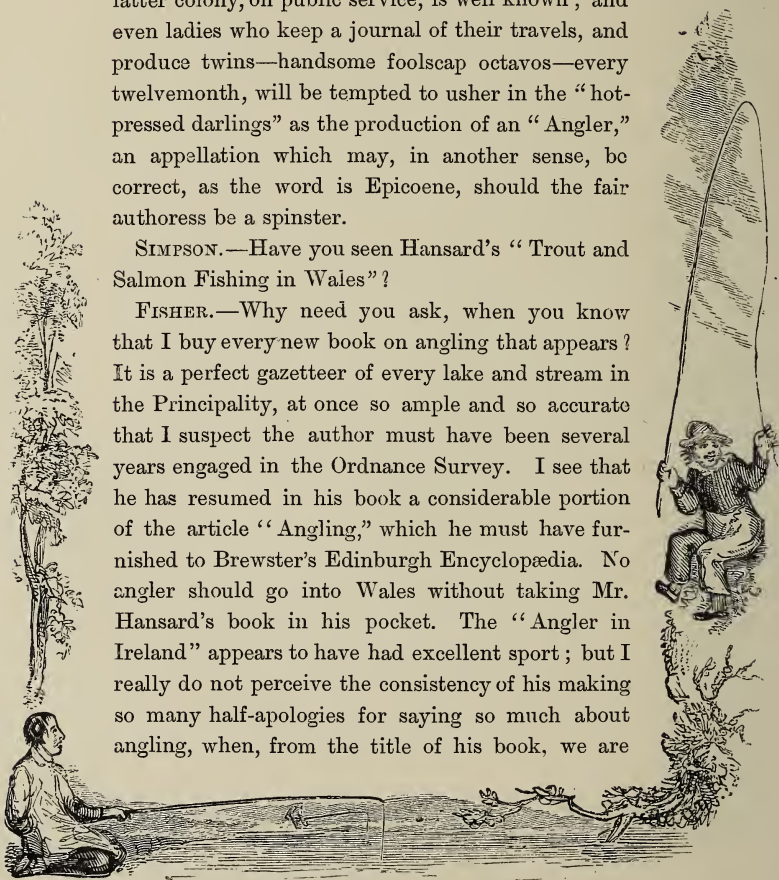 latter colony, on public service, is well known; and
even ladies who keep a journal of their travels, and
produce twins—handsome foolscap octavos—every
twelvemonth, will be tempted to usher in the “hot-
pressed darlings” as the production of an “Angler,”
an appellation which may, in another sense, be
correct, as the word is Epicoene, should the fair
authoress be a spinster.
SIMPSON.—Have you seen Hansard's “Trout and
Salmon Fishing in Wales”?
FISHER.—Why need you ask, when you know
that I buy every new book on angling that appears?
It is a perfect gazetteer of every lake and stream in
the Principality, at once so ample and so accurate
that I suspect the author must have been several
years engaged in the Ordnance Survey. I see that
he has resumed in his book a considerable portion
of the article “Angling,” which he must have fur-
nished to Brewster's Edinburgh Encyclopædia. No
angler should go into Wales without taking Mr.
Hansard's book in his pocket. The “Angler in
Ireland” appears to have had excellent sport; but I
really do not perceive the consistency of his making
so many half-apologies for saying so much about
angling, when, from the title of his book, we are